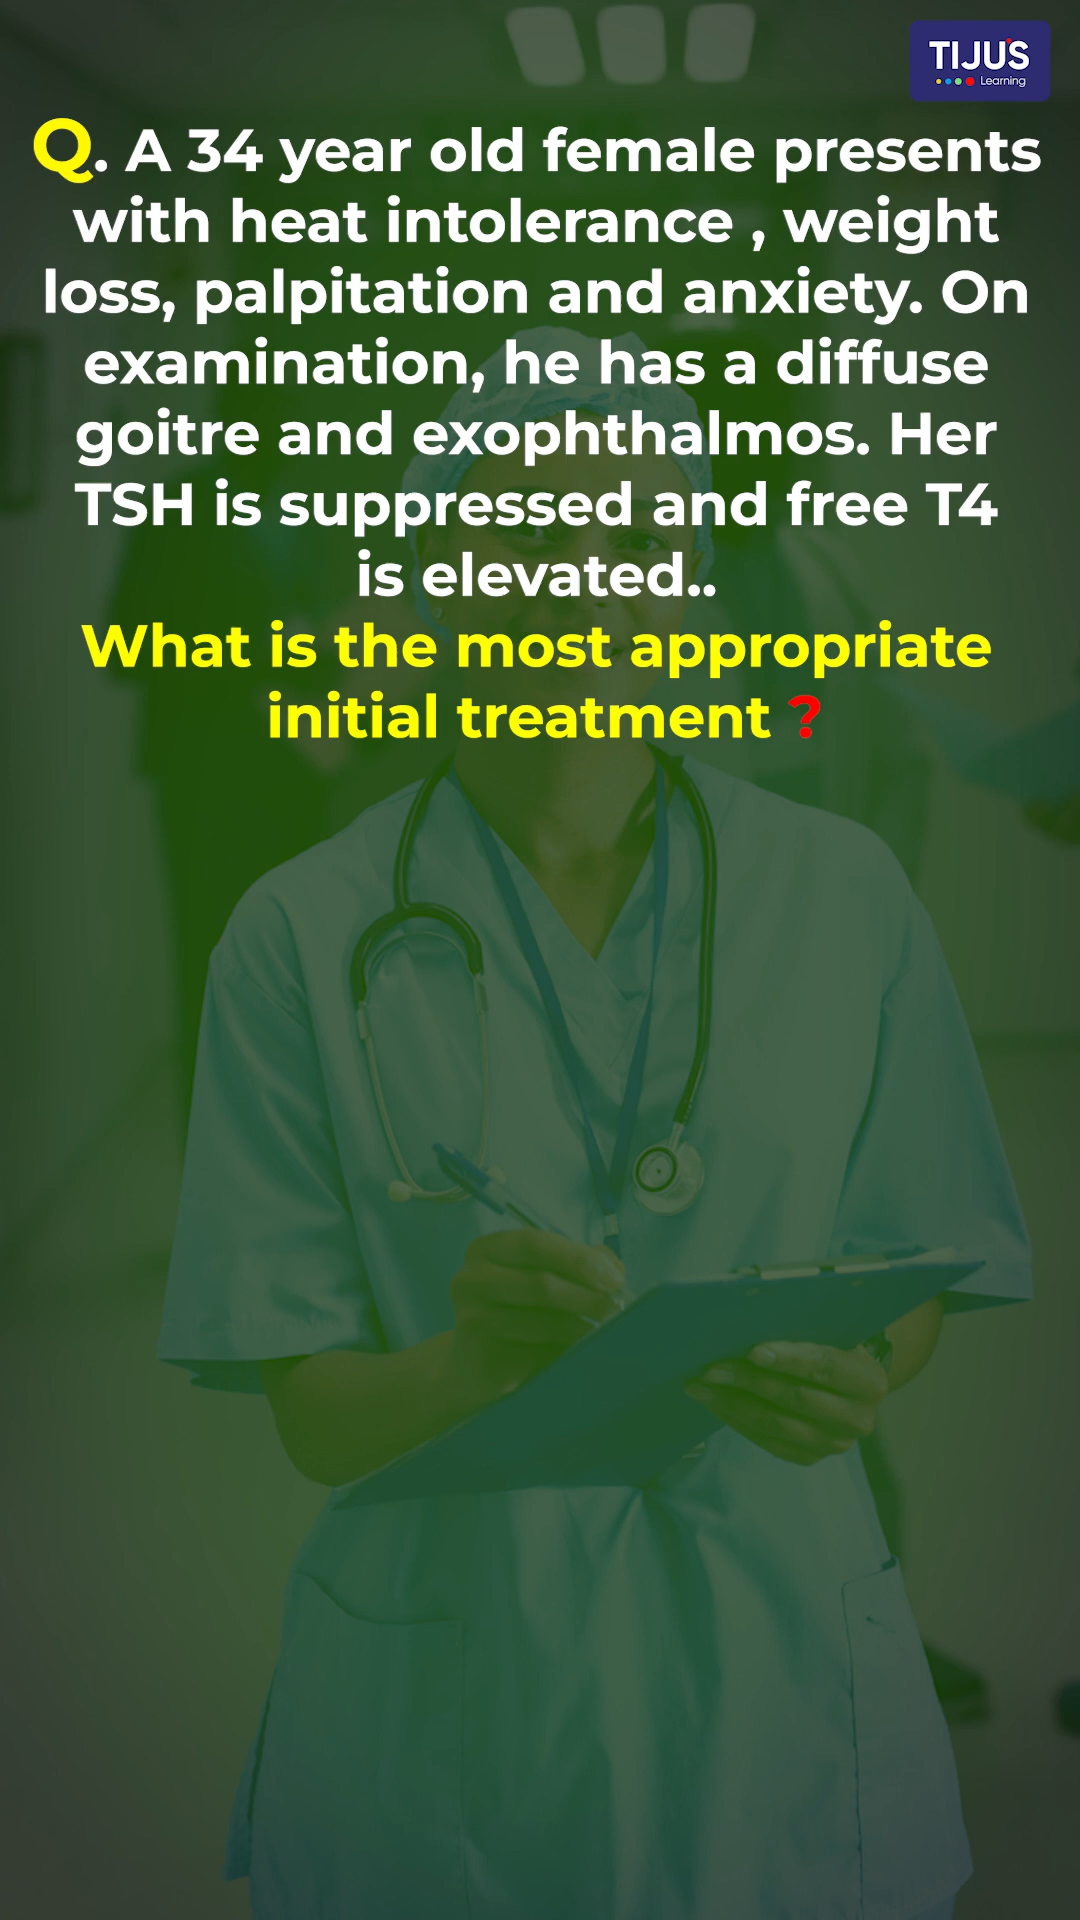 TIJU'S
Learning
Q. A 34 year old female presents
with heat intolerance , weight
loss, palpitation and anxiety. On
examination, he has a diffuse
goitre and exophthalmos. Her
TSH is suppressed and free T4
is elevated..
What is the most appropriate
initial treatment ?